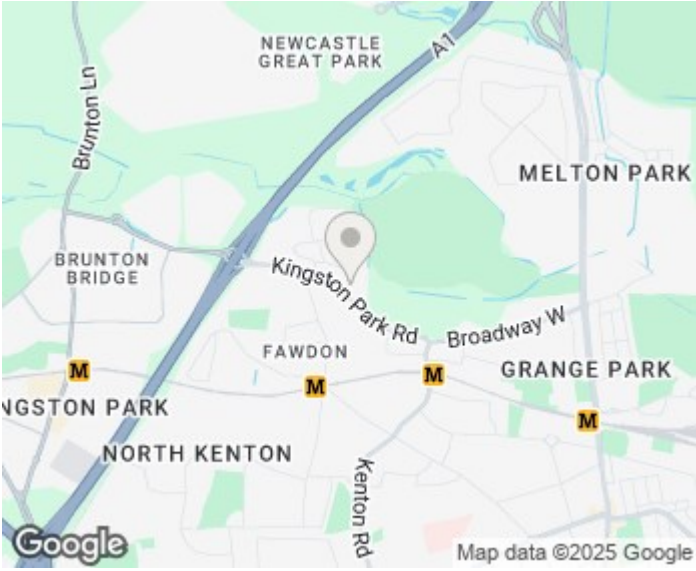 NEWCASTLE
GREAT PARK
A1
Brunton Ln
MELTON PARK
BRUNTON
BRIDGE
Kingston Park Rd
Broadway W
FAWDON
GRANGE PARK
M
M
M
M
NGSTON PARK
NORTH KENTON
Kenton Rd
Google
Map data ©2025 Google